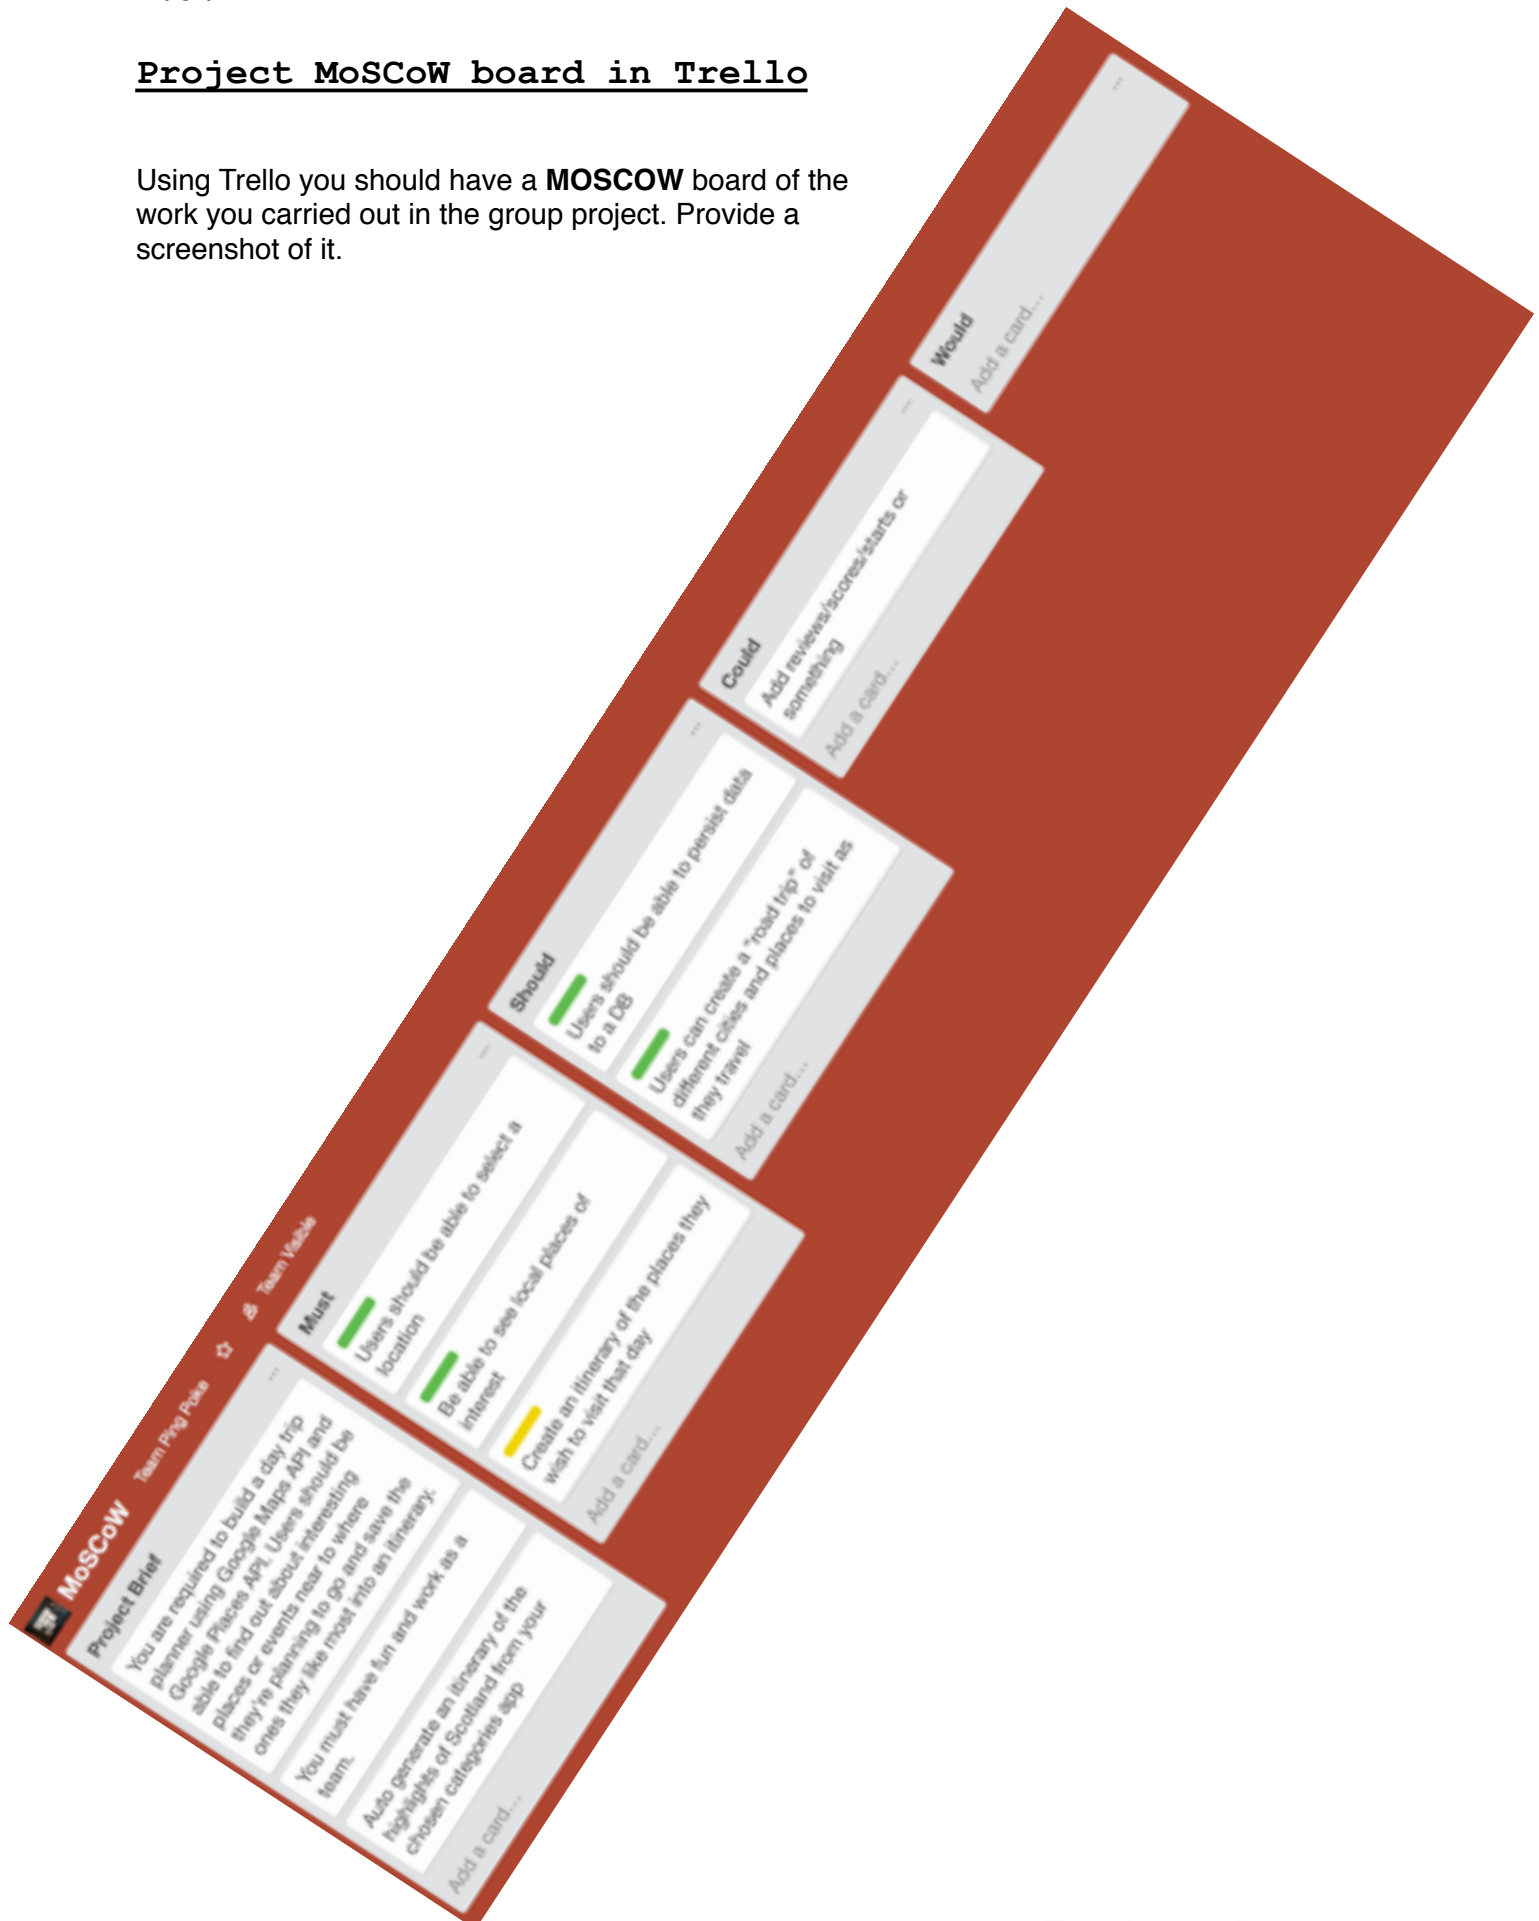 Project MoSCoW board in Trello
Using Trello you should have a MOSCOW board of the
work you carried out in the group project. Provide a
screenshot of it.
MoSCoW
Team Ping Poke
Team Visible
Project Brief
...
You are required to build a day trip
planner using Google Maps API and
Google Places API. Users should be
able to find out about interesting
places or events near to where
they're planning to go and save the
ones they like most into an itinerary.
You must have fun and work as a
team.
Auto generate an itinerary of the
highlights of Scotland from your
chosen categories app
Add a card...
Must
...
Users should be able to select a
location
Be able to see local places of
interest
Create an itinerary of the places they
wish to visit that day
Add a card...
Should
...
Users should be able to persist data
to a DB
Users can create a "road trip" of
different cities and places to visit as
they travel
Add a card...
Could
...
Add reviews/scores/starts or
something
Add a card...
Would
...
Add a card...